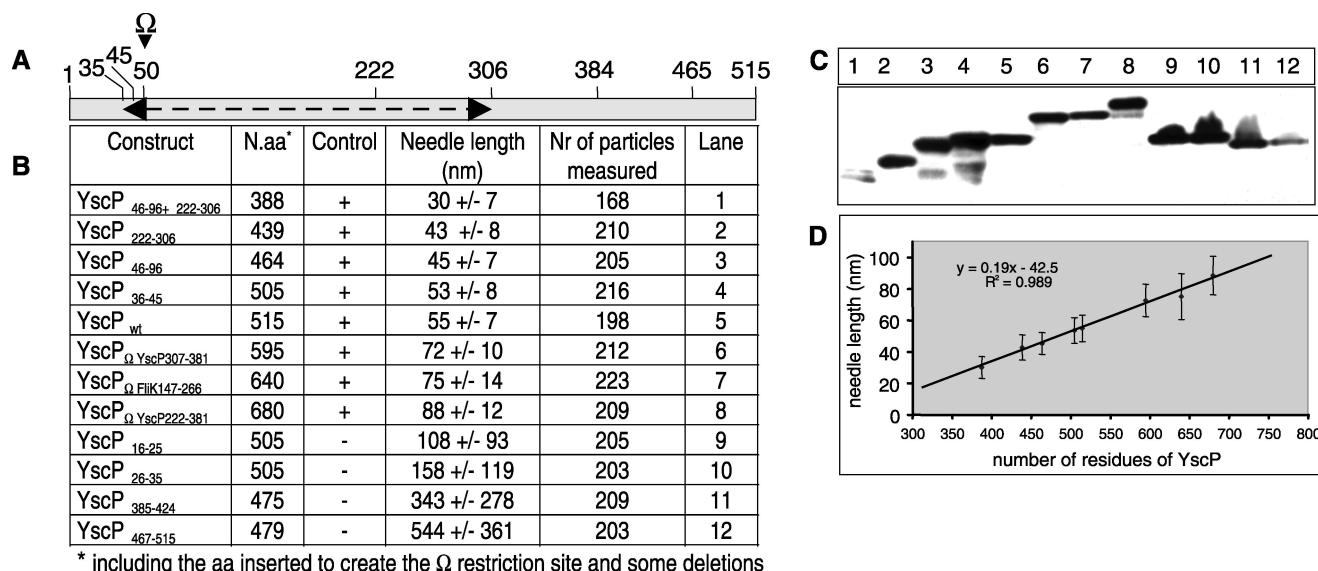 A
Ω
1 35 45 50 222 306 384 465 515
B
Construct N.aa* Control Needle length (nm) Nr of particles measured Lane
YscP 46-96+ 222-306 388 + 30 +/- 7 168 1
YscP 222-306 439 + 43 +/- 8 210 2
YscP 46-96 464 + 45 +/- 7 205 3
YscP 36-45 505 + 53 +/- 8 216 4
YscP wt 515 + 55 +/- 7 198 5
YscP Ω YscP307-381 595 + 72 +/- 10 212 6
YscP Ω FliK147-266 640 + 75 +/- 14 223 7
YscP Ω YscP222-381 680 + 88 +/- 12 209 8
YscP 16-25 505 - 108 +/- 93 205 9
YscP 26-35 505 - 158 +/- 119 203 10
YscP 385-424 475 - 343 +/- 278 209 11
YscP 467-515 479 - 544 +/- 361 203 12
* including the aa inserted to create the Ω restriction site and some deletions
C
1 2 3 4 5 6 7 8 9 10 11 12
D
needle length (nm)
100
80
60
40
20
0
y = 0.19x - 42.5
R² = 0.989
300 350 400 450 500 550 600 650 700 750 800
number of residues of YscP